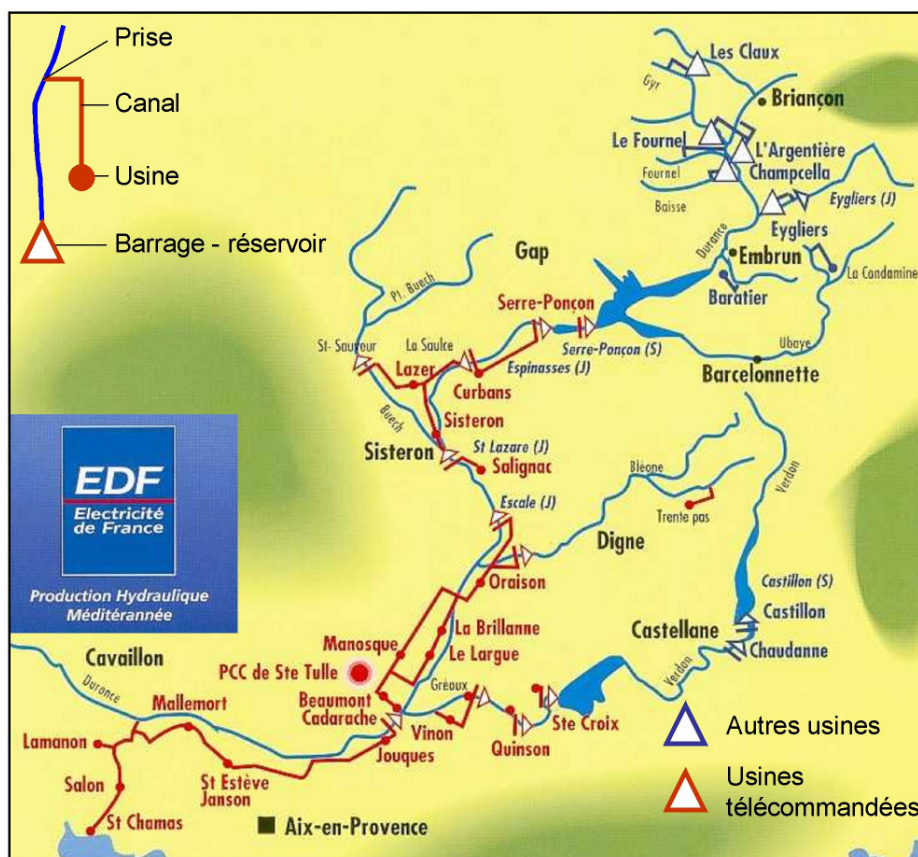 Prise
Canal
Usine
Barrage - réservoir
Les Claux
Gyr
Briançon
Le Fournel
L'Argentière
Champcella
Fournel
Baisse
Eygliers (J)
Eygliers
Durance
Embrun
La Condamine
Baratier
Gap
Pt. Buech
Serre-Ponçon
St- Sauveur
La Saulce
Serre-Ponçon (S)
Ubaye
Espinasses (J)
Lazer
Curbans
Barcelonnette
Buech
Sisteron
Sisteron
St Lazare (J)
Salignac
EDF
Electricité
de France
Production Hydraulique
Méditérannée
Bléone
Verdon
Escale (J)
Trente pas
Digne
Oraison
Castillon (S)
Castillon
La Brillanne
Castellane
Chaudanne
Manosque
Le Largue
Cavaillon
PCC de Ste Tulle
Verdon
Gréoux
Durance
Mallemort
Beaumont
Cadarache
Ste Croix
Vinon
Quinson
Autres usines
Lamanon
Jouques
Salon
St Estève
Janson
Usines
télécommandées
St Chamas
Aix-en-Provence